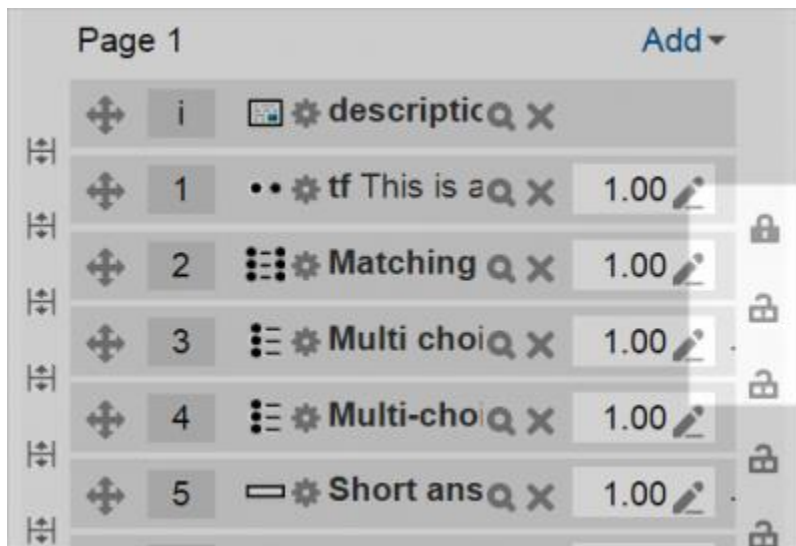 Page 1 Add
i descriptic
1 tf This is a 1.00
2 Matching 1.00
3 Multi choi 1.00
4 Multi-choi 1.00
5 Short ans 1.00